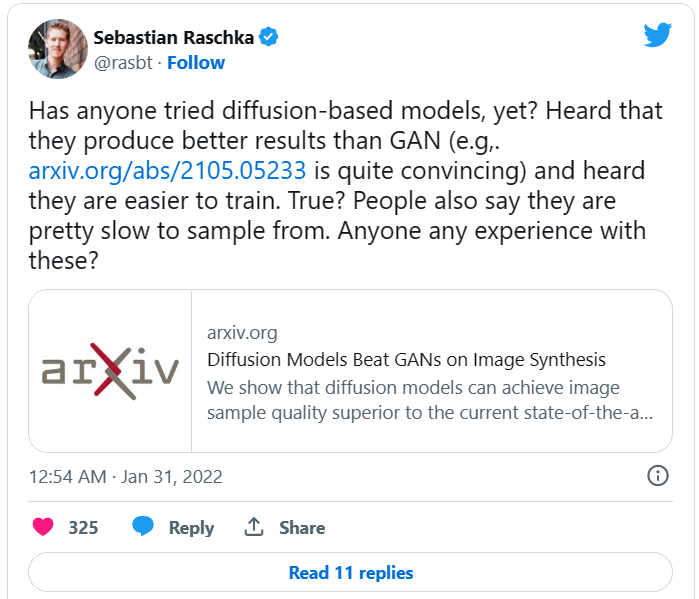 Sebastian Raschka
@rasbt · Follow
Has anyone tried diffusion-based models, yet? Heard that
they produce better results than GAN (e.g,.
arxiv.org/abs/2105.05233 is quite convincing) and heard
they are easier to train. True? People also say they are
pretty slow to sample from. Anyone any experience with
these?
arXiv
arxiv.org
Diffusion Models Beat GANs on Image Synthesis
We show that diffusion models can achieve image
sample quality superior to the current state-of-the-a...
12:54 AM · Jan 31, 2022
325 Reply Share
Read 11 replies